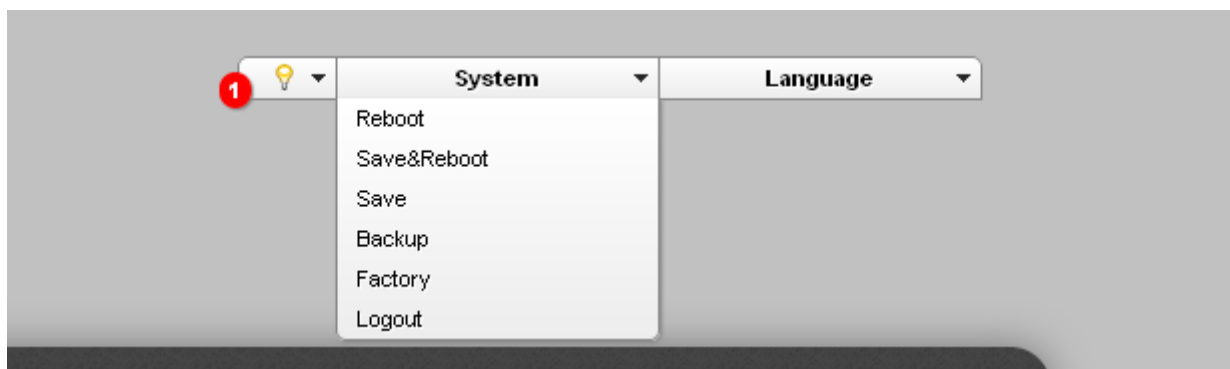 1 System Language
Reboot
Save&Reboot
Save
Backup
Factory
Logout